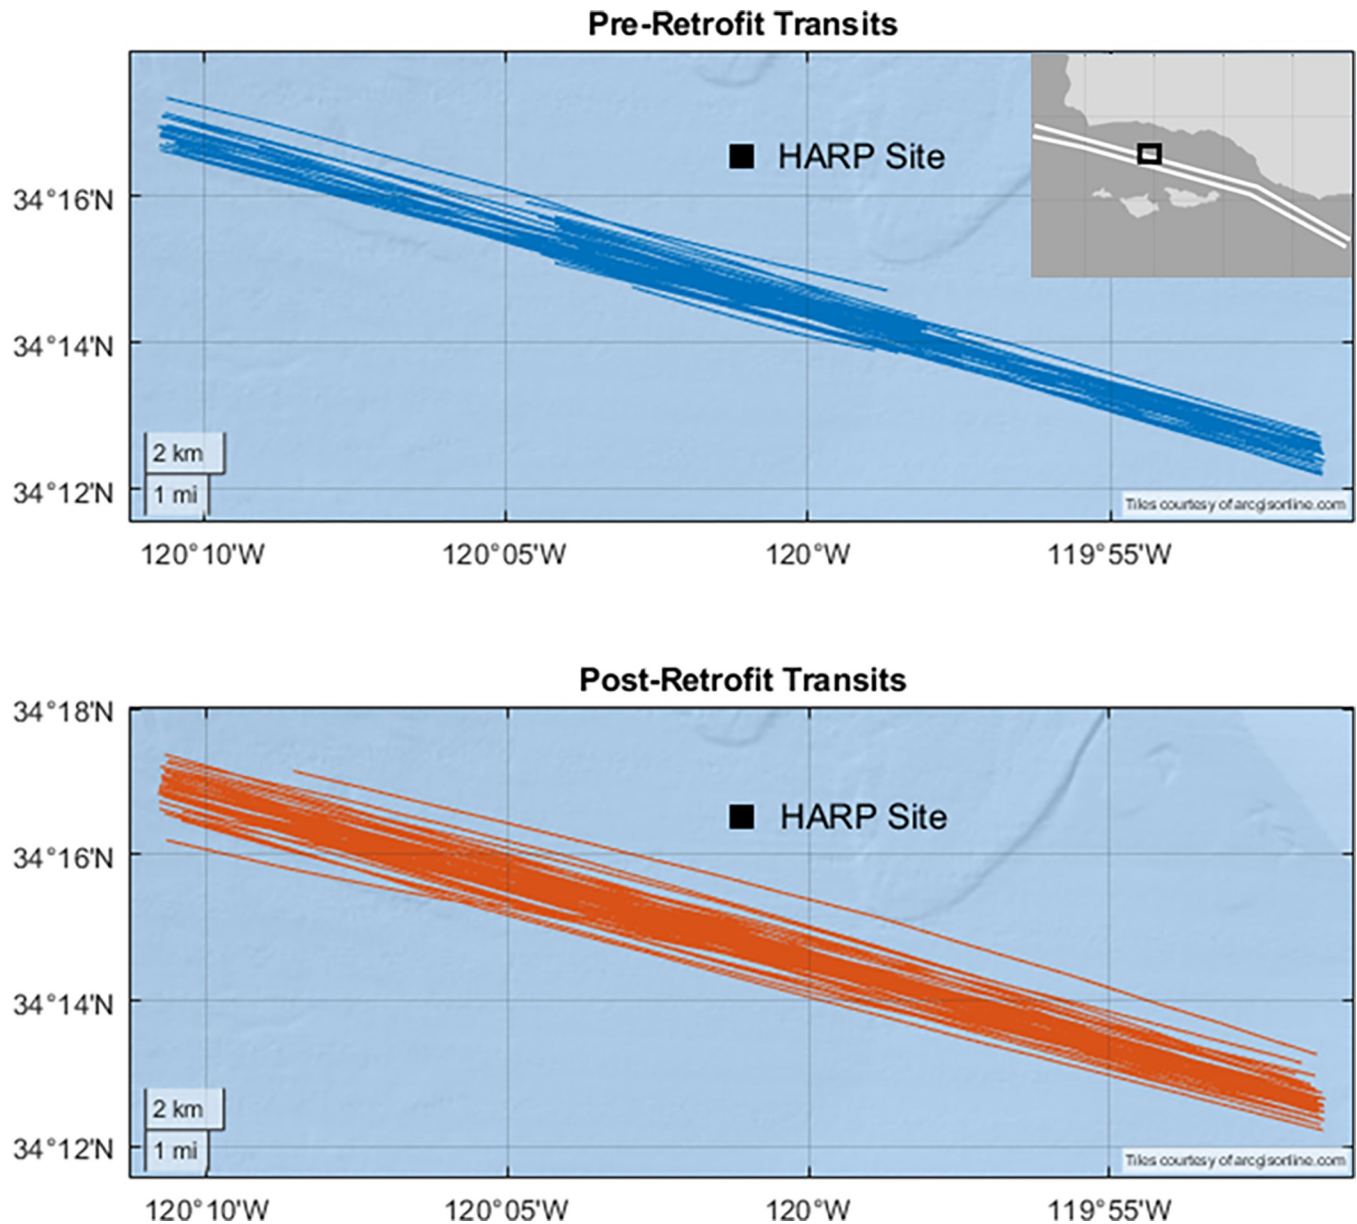 Pre-Retrofit Transits
HARP Site
34°16'N
34°14'N
34°12'N
2 km
1 mi
Tiles courtesy of arcgisonline.com
120°10'W
120°05'W
120°W
119°55'W
Post-Retrofit Transits
34°18'N
HARP Site
34°16'N
34°14'N
34°12'N
2 km
1 mi
Tiles courtesy of arcgisonline.com
120°10'W
120°05'W
120°W
119°55'W